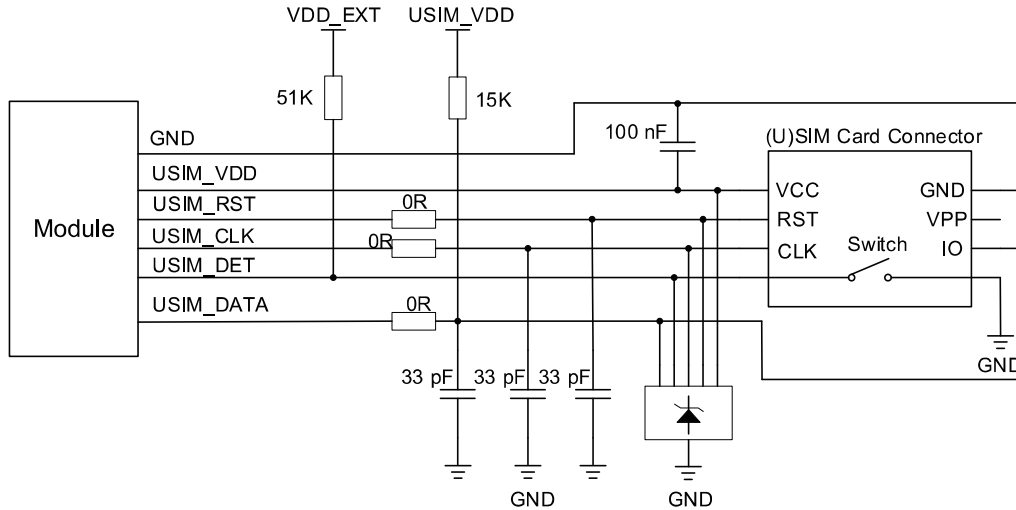 VDD_EXT
USIM_VDD
51K
15K
GND
100 nF
(U)SIM Card Connector
USIM_VDD
VCC
GND
Module
USIM_RST
0R
RST
VPP
USIM_CLK
0R
CLK
Switch
IO
USIM_DET
USIM_DATA
0R
GND
33 pF
33 pF
33 pF
GND
GND